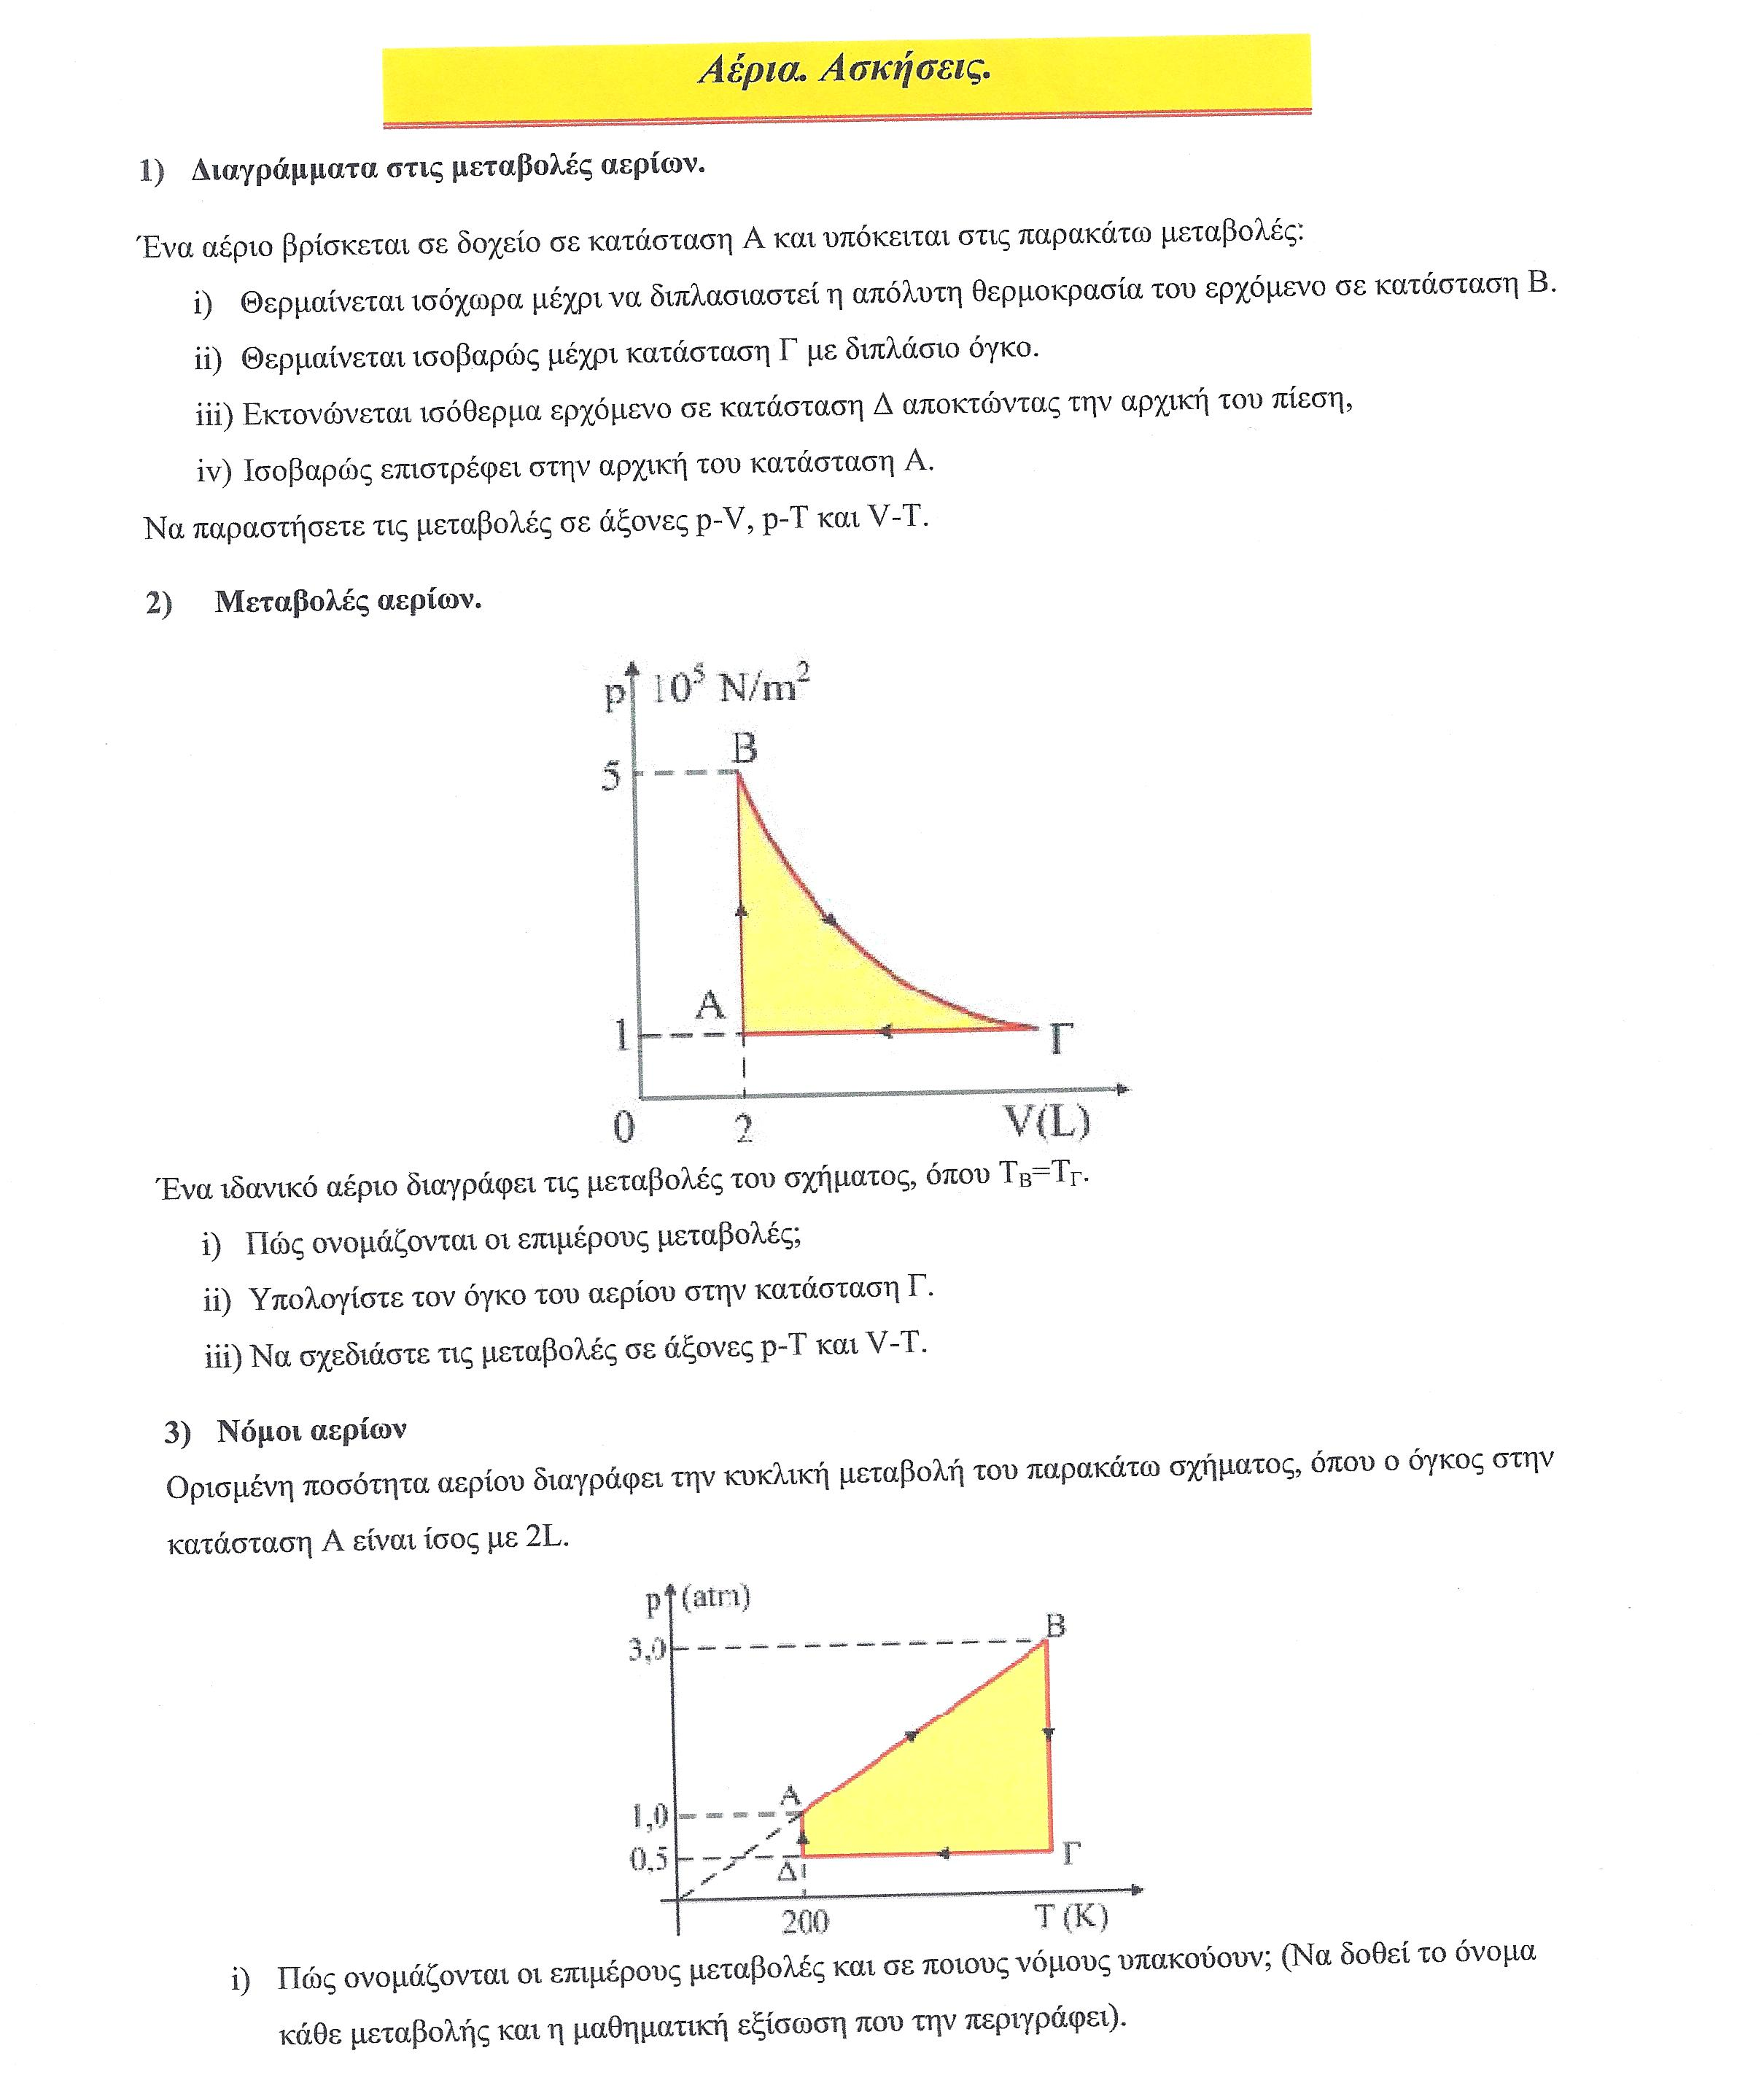 Αέρια. Ασκήσεις.
1) Διαγράμματα στις μεταβολές αερίων.
Ένα αέριο βρίσκεται σε δοχείο σε κατάσταση Α και υπόκειται στις παρακάτω μεταβολές:
i) Θερμαίνεται ισόχωρα μέχρι να διπλασιαστεί η απόλυτη θερμοκρασία του ερχόμενο σε κατάσταση Β.
ii) Θερμαίνεται ισοβαρώς μέχρι κατάσταση Γ με διπλάσιο όγκο.
iii) Εκτονώνεται ισόθερμα ερχόμενο σε κατάσταση Δ αποκτώντας την αρχική του πίεση,
iv) Ισοβαρώς επιστρέφει στην αρχική του κατάσταση Α.
Να παραστήσετε τις μεταβολές σε άξονες p-V, p-T και V-T.
2) Μεταβολές αερίων.
p 10⁵ N/m²
B
5
A
1
Γ
0 2 V(L)
Ένα ιδανικό αέριο διαγράφει τις μεταβολές του σχήματος, όπου T_B=T_Γ.
i) Πώς ονομάζονται οι επιμέρους μεταβολές;
ii) Υπολογίστε τον όγκο του αερίου στην κατάσταση Γ.
iii) Να σχεδιάστε τις μεταβολές σε άξονες p-T και V-T.
3) Νόμοι αερίων
Ορισμένη ποσότητα αερίου διαγράφει την κυκλική μεταβολή του παρακάτω σχήματος, όπου ο όγκος στην
κατάσταση Α είναι ίσος με 2L.
p (atm)
B
3,0
A
1,0
0,5
Δ
Γ
200 T (K)
i) Πώς ονομάζονται οι επιμέρους μεταβολές και σε ποιους νόμους υπακούουν; (Να δοθεί το όνομα
κάθε μεταβολής και η μαθηματική εξίσωση που την περιγράφει).